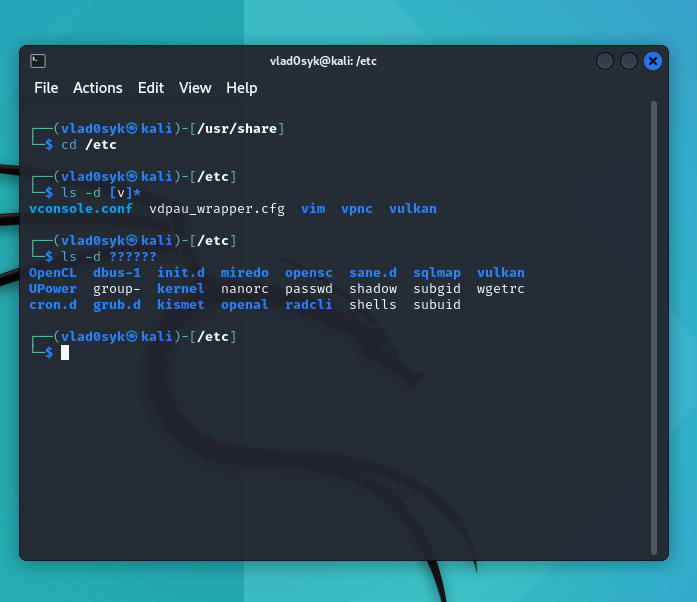 vlad0syk@kali: /etc
File Actions Edit View Help
┌──(vlad0syk㉿kali)-[/usr/share]
└─$ cd /etc
┌──(vlad0syk㉿kali)-[/etc]
└─$ ls -d [v]*
vconsole.conf vdpau_wrapper.cfg vim vpnc vulkan
┌──(vlad0syk㉿kali)-[/etc]
└─$ ls -d ??????
OpenCL dbus-1 init.d miredo opensc sane.d sqlmap vulkan
UPower group- kernel nanorc passwd shadow subgid wgetrc
cron.d grub.d kismet openal radcli shells subuid
┌──(vlad0syk㉿kali)-[/etc]
└─$